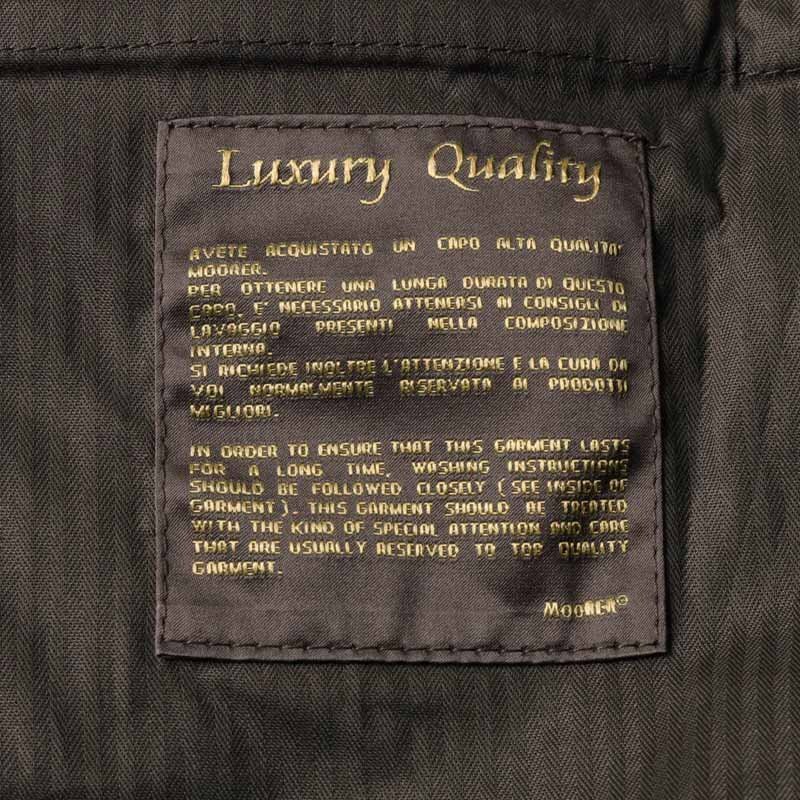 Luxury Quality
AVETE ACQUISTATO UN CAPO ALTA QUALITA'
MOORER.
PER OTTENERE UNA LUNGA DURATA DI QUESTO
CAPO, E' NECESSARIO ATTENERSI AI CONSIGLI DI
LAVAGGIO PRESENTI NELLA COMPOSIZIONE
INTERNA.
SI RICHIEDE INOLTRE L'ATTENZIONE E LA CURA DA
VOI NORMALMENTE RISERVATA AI PRODOTTI
MIGLIORI.
IN ORDER TO ENSURE THAT THIS GARMENT LASTS
FOR A LONG TIME, WASHING INSTRUCTIONS
SHOULD BE FOLLOWED CLOSELY (SEE INSIDE OF
GARMENT). THIS GARMENT SHOULD BE TREATED
WITH THE KIND OF SPECIAL ATTENTION AND CARE
THAT ARE USUALLY RESERVED TO TOP QUALITY
GARMENT.
MOORER©